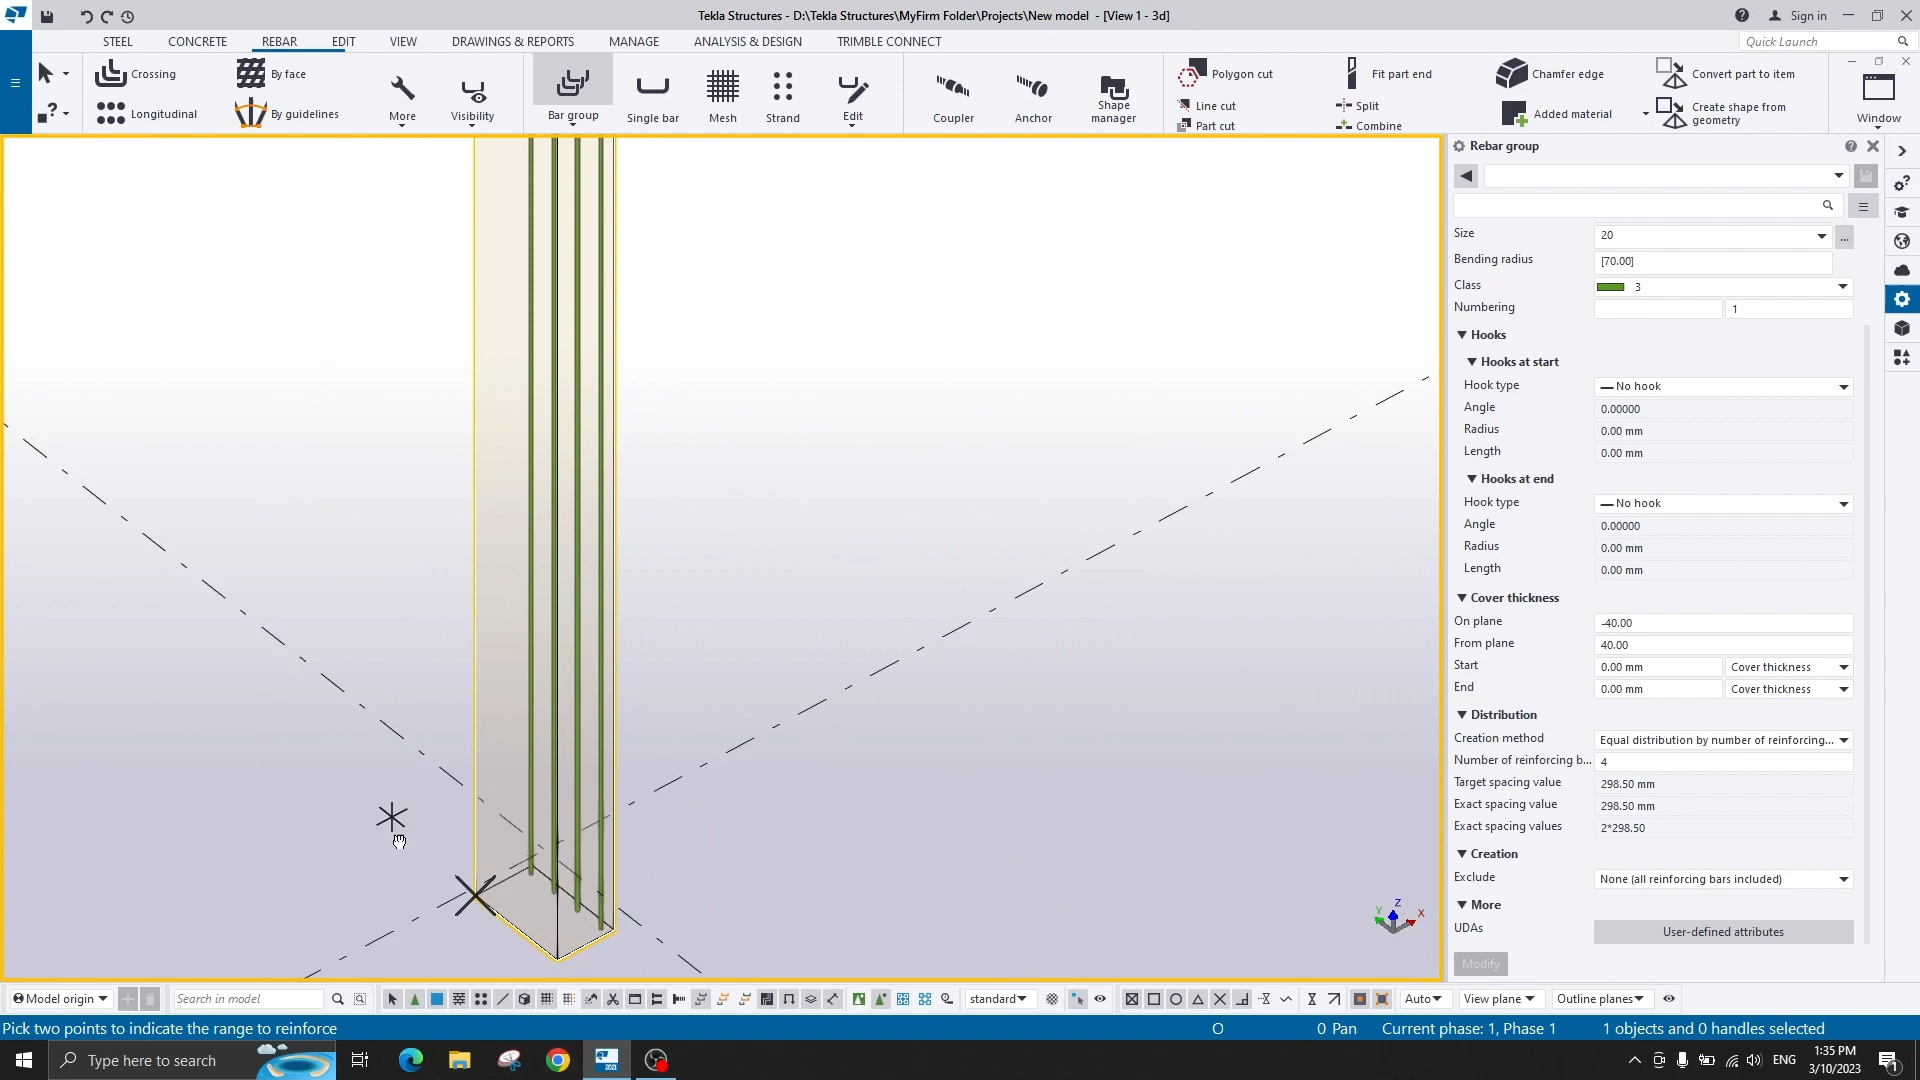 Tekla Structures - D:\Tekla Structures\MyFirm Folder\Projects\New model - [View 1 - 3d]
Sign in
STEEL CONCRETE REBAR EDIT VIEW DRAWINGS & REPORTS MANAGE ANALYSIS & DESIGN TRIMBLE CONNECT
Quick Launch
Crossing
Longitudinal
By face
By guidelines
More
Visibility
Bar group
Single bar
Mesh
Strand
Edit
Coupler
Anchor
Shape
manager
Polygon cut
Line cut
Part cut
Fit part end
Split
Combine
Chamfer edge
Added material
Convert part to item
Create shape from
geometry
Window
Rebar group
Size 20 ...
Bending radius [70.00]
Class 3
Numbering 1
Hooks
Hooks at start
Hook type No hook
Angle 0.00000
Radius 0.00 mm
Length 0.00 mm
Hooks at end
Hook type No hook
Angle 0.00000
Radius 0.00 mm
Length 0.00 mm
Cover thickness
On plane -40.00
From plane 40.00
Start 0.00 mm Cover thickness
End 0.00 mm Cover thickness
Distribution
Creation method Equal distribution by number of reinforcing...
Number of reinforcing b... 4
Target spacing value 298.50 mm
Exact spacing value 298.50 mm
Exact spacing values 2*298.50
Creation
Exclude None (all reinforcing bars included)
More
UDAs User-defined attributes
Modify
Z
Y X
Model origin Search in model standard Auto View plane Outline planes
Pick two points to indicate the range to reinforce O 0 Pan Current phase: 1, Phase 1 1 objects and 0 handles selected
Type here to search
2021
ENG
1:35 PM
3/10/2023
1